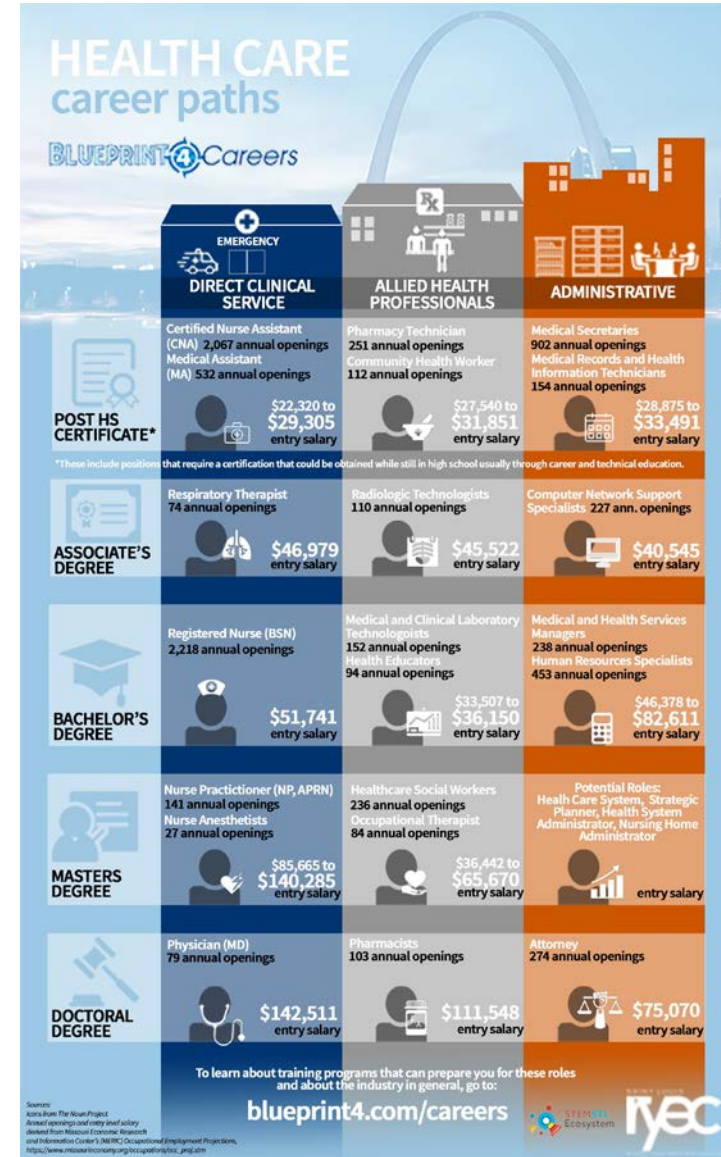 HEALTH CARE
career paths
BLUEPRINT 4 Careers
EMERGENCY
DIRECT CLINICAL
SERVICE
Rx
ALLIED HEALTH
PROFESSIONALS
ADMINISTRATIVE
POST HS
CERTIFICATE*
Certified Nurse Assistant
(CNA) 2,067 annual openings
Medical Assistant
(MA) 532 annual openings
$22,320 to
$29,305
entry salary
Pharmacy Technician
251 annual openings
Community Health Worker
112 annual openings
$27,540 to
$31,851
entry salary
Medical Secretaries
902 annual openings
Medical Records and Health
Information Technicians
154 annual openings
$28,875 to
$33,491
entry salary
*These include positions that require a certification that could be obtained while still in high school usually through career and technical education.
ASSOCIATE'S
DEGREE
Respiratory Therapist
74 annual openings
$46,979
entry salary
Radiologic Technologists
110 annual openings
$45,522
entry salary
Computer Network Support
Specialists 227 ann. openings
$40,545
entry salary
BACHELOR'S
DEGREE
Registered Nurse (BSN)
2,218 annual openings
$51,741
entry salary
Medical and Clinical Laboratory
Technologoists
152 annual openings
Health Educators
94 annual openings
$33,507 to
$36,150
entry salary
Medical and Health Services
Managers
238 annual openings
Human Resources Specialists
453 annual openings
$46,378 to
$82,611
entry salary
MASTERS
DEGREE
Nurse Practictioner (NP, APRN)
141 annual openings
Nurse Anesthetists
27 annual openings
$85,665 to
$140,285
entry salary
Healthcare Social Workers
236 annual openings
Occupational Therapist
84 annual openings
$36,442 to
$65,670
entry salary
Potential Roles:
Healh Care System, Strategic
Planner, Health System
Administrator, Nursing Home
Administrator
entry salary
DOCTORAL
DEGREE
Physician (MD)
79 annual openings
$142,511
entry salary
Pharmacists
103 annual openings
$111,548
entry salary
Attorney
274 annual openings
$75,070
entry salary
To learn about training programs that can prepare you for these roles
and about the industry in general, go to:
blueprint4.com/careers
STEMSTL
Ecosystem
ryec
Sources:
Icons from The Noun Project
Annual openings and entry level salary
derived from Missouri Economic Research
and Information Center's (MERIC) Occupational Employment Projections,
https://www.missourieconomy.org/occupations/occ_proj.stm